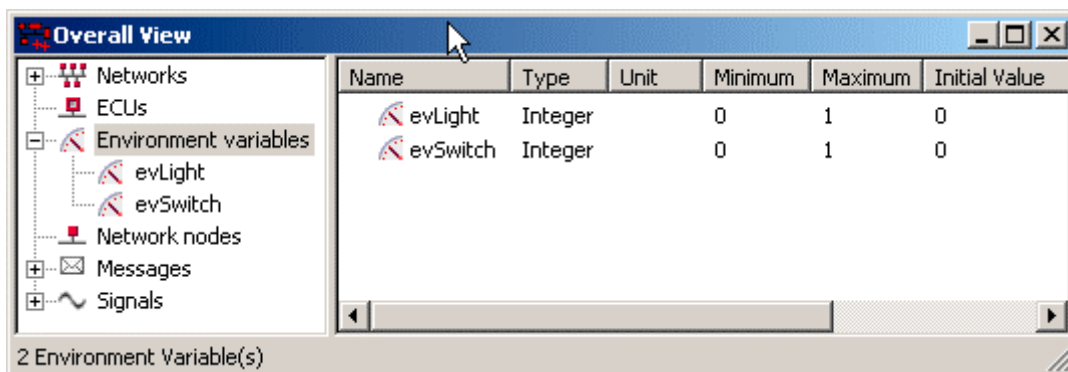 Overall View
Networks
ECUs
Environment variables
evLight
evSwitch
Network nodes
Messages
Signals
Name Type Unit Minimum Maximum Initial Value
evLight Integer 0 1 0
evSwitch Integer 0 1 0
2 Environment Variable(s)